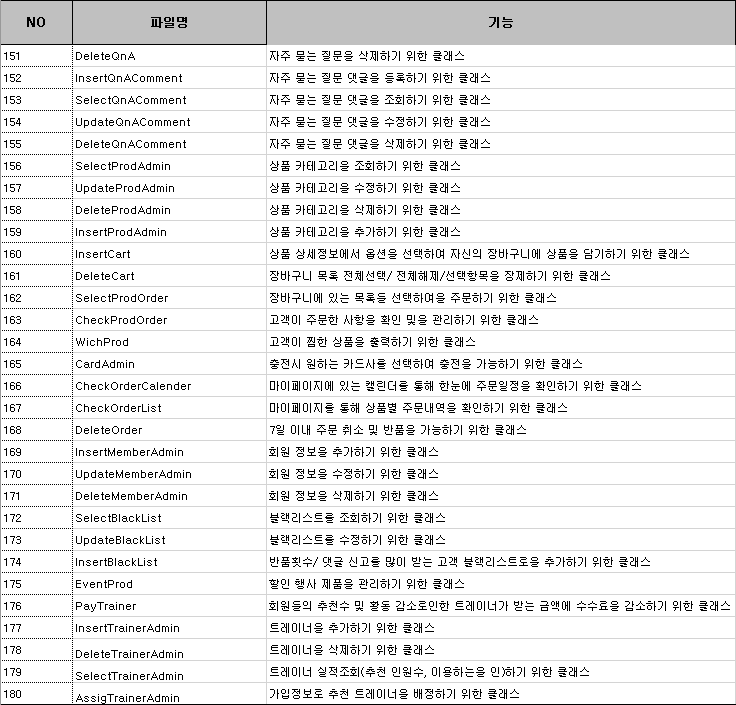 NO 파일명 기능
151 DeleteQnA 자주 묻는 질문을 삭제하기 위한 클래스
152 InsertQnAComment 자주 묻는 질문 댓글을 등록하기 위한 클래스
153 SelectQnAComment 자주 묻는 질문 댓글을 조회하기 위한 클래스
154 UpdateQnAComment 자주 묻는 질문 댓글을 수정하기 위한 클래스
155 DeleteQnAComment 자주 묻는 질문 댓글을 삭제하기 위한 클래스
156 SelectProdAdmin 상품 카테고리을 조회하기 위한 클래스
157 UpdateProdAdmin 상품 카테고리을 수정하기 위한 클래스
158 DeleteProdAdmin 상품 카테고리을 삭제하기 위한 클래스
159 InsertProdAdmin 상품 카테고리을 추가하기 위한 클래스
160 InsertCart 상품 상세정보에서 옵션을 선택하여 자신의 장바구니에 상품을 담기하기 위한 클래스
161 DeleteCart 장바구니 목록 전체선택/ 전체해제/선택항목을 장제하기 위한 클래스
162 SelectProdOrder 장바구니에 있는 목록들 선택하여을 주문하기 위한 클래스
163 CheckProdOrder 고객이 주문한 사항을 확인 및을 관리하기 위한 클래스
164 WichProd 고객이 찜한 상품을 출력하기 위한 클래스
165 CardAdmin 충전시 원하는 카드사를 선택하여 충전을 가능하기 위한 클래스
166 CheckOrderCalender 마이페이지에 있는 캘린더를 통해 한눈에 주문일정을 확인하기 위한 클래스
167 CheckOrderList 마이페이지를 통해 상품별 주문내역을 확인하기 위한 클래스
168 DeleteOrder 7일 이내 주문 취소 및 반품을 가능하기 위한 클래스
169 InsertMemberAdmin 회원 정보을 추가하기 위한 클래스
170 UpdateMemberAdmin 회원 정보을 수정하기 위한 클래스
171 DeleteMemberAdmin 회원 정보을 삭제하기 위한 클래스
172 SelectBlackList 블랙리스트를 조회하기 위한 클래스
173 UpdateBlackList 블랙리스트를 수정하기 위한 클래스
174 InsertBlackList 반품횟수/ 댓글 신고를 많이 받는 고객 블랙리스트로을 추가하기 위한 클래스
175 EventProd 할인 행사 제품을 관리하기 위한 클래스
176 PayTrainer 회원들의 추천수 및 활동 감소로인한 트레이너가 받는 금액에 수수료을 감소하기 위한 클래스
177 InsertTrainerAdmin 트레이너을 추가하기 위한 클래스
178 DeleteTrainerAdmin 트레이너을 삭제하기 위한 클래스
179 SelectTrainerAdmin 트레이너 실적조회(추천 인원수, 이용하는을 인)하기 위한 클래스
180 AssigTrainerAdmin 가입정보로 추천 트레이너을 배정하기 위한 클래스